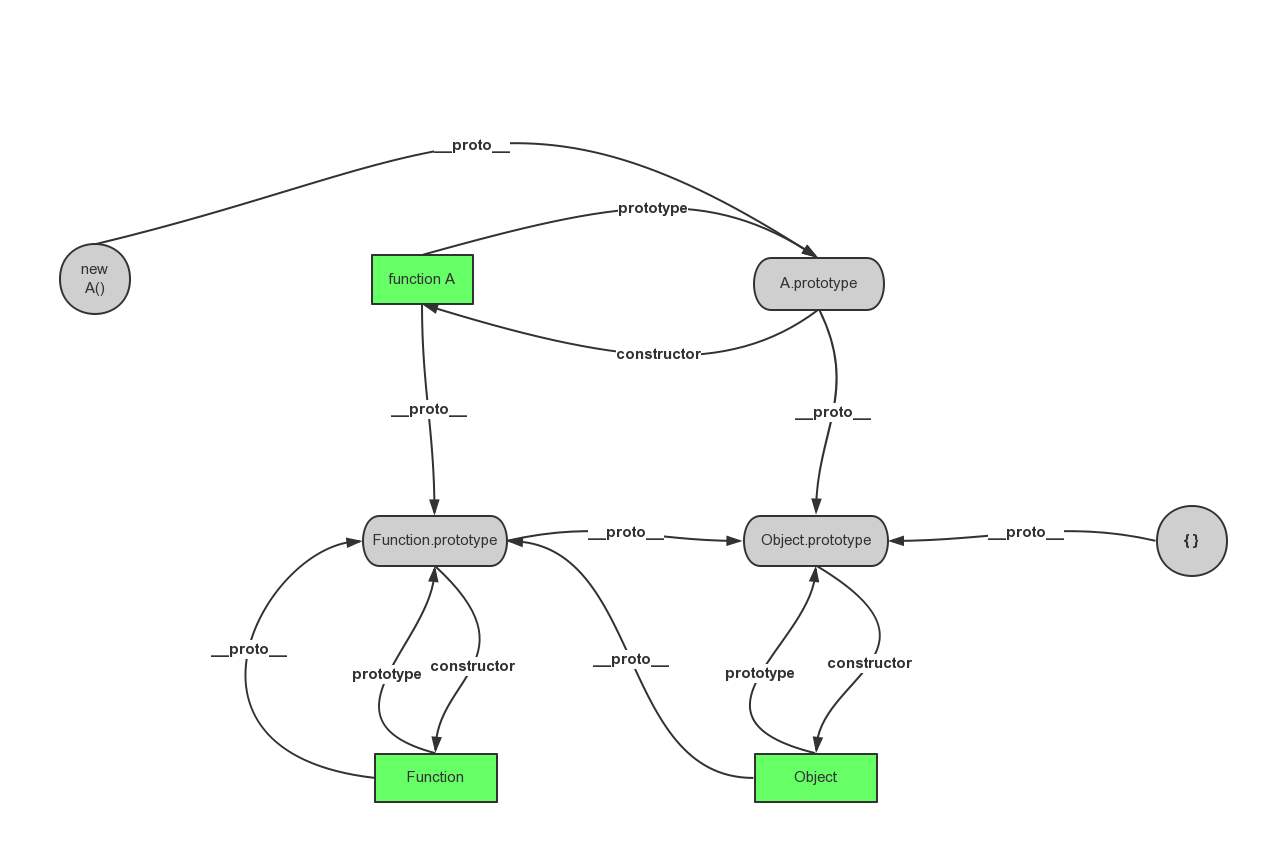 __proto__
prototype
new
A()
function A
A.prototype
constructor
__proto__
__proto__
Function.prototype
__proto__
Object.prototype
__proto__
{ }
__proto__
prototype
constructor
__proto__
prototype
constructor
Function
Object